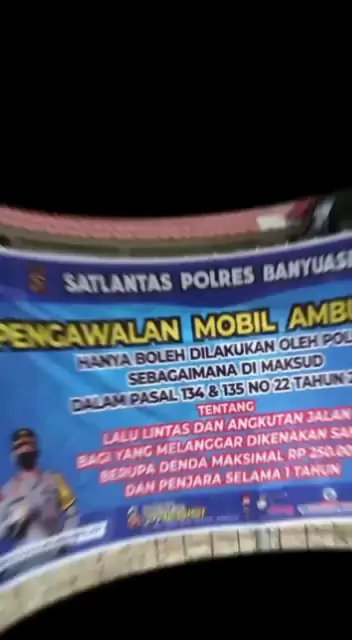 SATLANTAS POLRES BANYUAS
PENGAWALAN MOBIL AMB
HANYA BOLEH DILAKUKAN OLEH POL
SEBAGAIMANA DI MAKSUD
DALAM PASAL 134 & 135 NO 22 TAHUN 2
TENTANG
LALU LINTAS DAN ANGKUTAN JALAN
BAGI YANG MELANGGAR DIKENAKAN SA
BERUPA DENDA MAKSIMAL RP 250.00
DAN PENJARA SELAMA 1 TAHUN